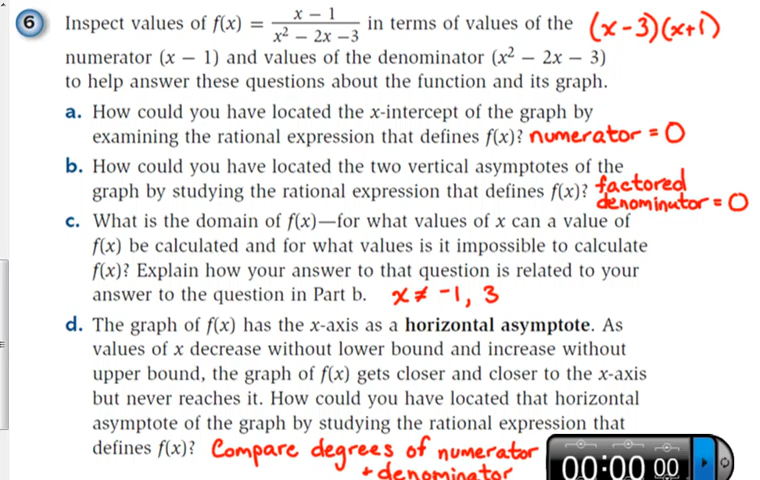 6 Inspect values of f(x) = (x − 1)/(x² − 2x − 3) in terms of values of the (x-3)(x+1)
numerator (x − 1) and values of the denominator (x² − 2x − 3)
to help answer these questions about the function and its graph.
a. How could you have located the x-intercept of the graph by
examining the rational expression that defines f(x)? numerator = 0
b. How could you have located the two vertical asymptotes of the
graph by studying the rational expression that defines f(x)? factored
denominator = 0
c. What is the domain of f(x)—for what values of x can a value of
f(x) be calculated and for what values is it impossible to calculate
f(x)? Explain how your answer to that question is related to your
answer to the question in Part b. x ≠ -1, 3
d. The graph of f(x) has the x-axis as a horizontal asymptote. As
values of x decrease without lower bound and increase without
upper bound, the graph of f(x) gets closer and closer to the x-axis
but never reaches it. How could you have located that horizontal
asymptote of the graph by studying the rational expression that
defines f(x)? Compare degrees of numerator
+ denominator
00:00 00